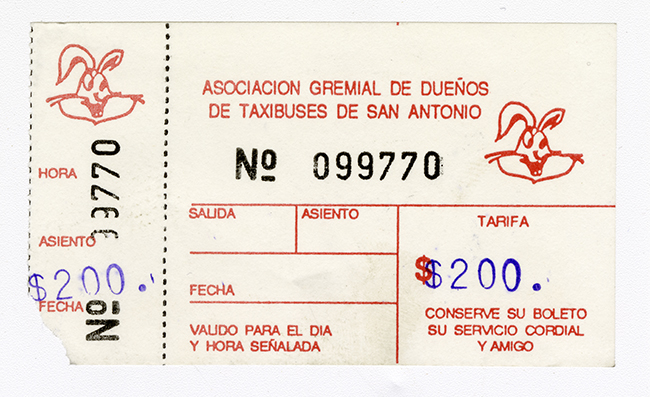 HORA
ASIENTO
$200.
FECHA
Nº 099770
ASOCIACION GREMIAL DE DUEÑOS
DE TAXIBUSES DE SAN ANTONIO
Nº 099770
SALIDA
ASIENTO
FECHA
VALIDO PARA EL DIA
Y HORA SEÑALADA
TARIFA
$$200.
CONSERVE SU BOLETO
SU SERVICIO CORDIAL
Y AMIGO